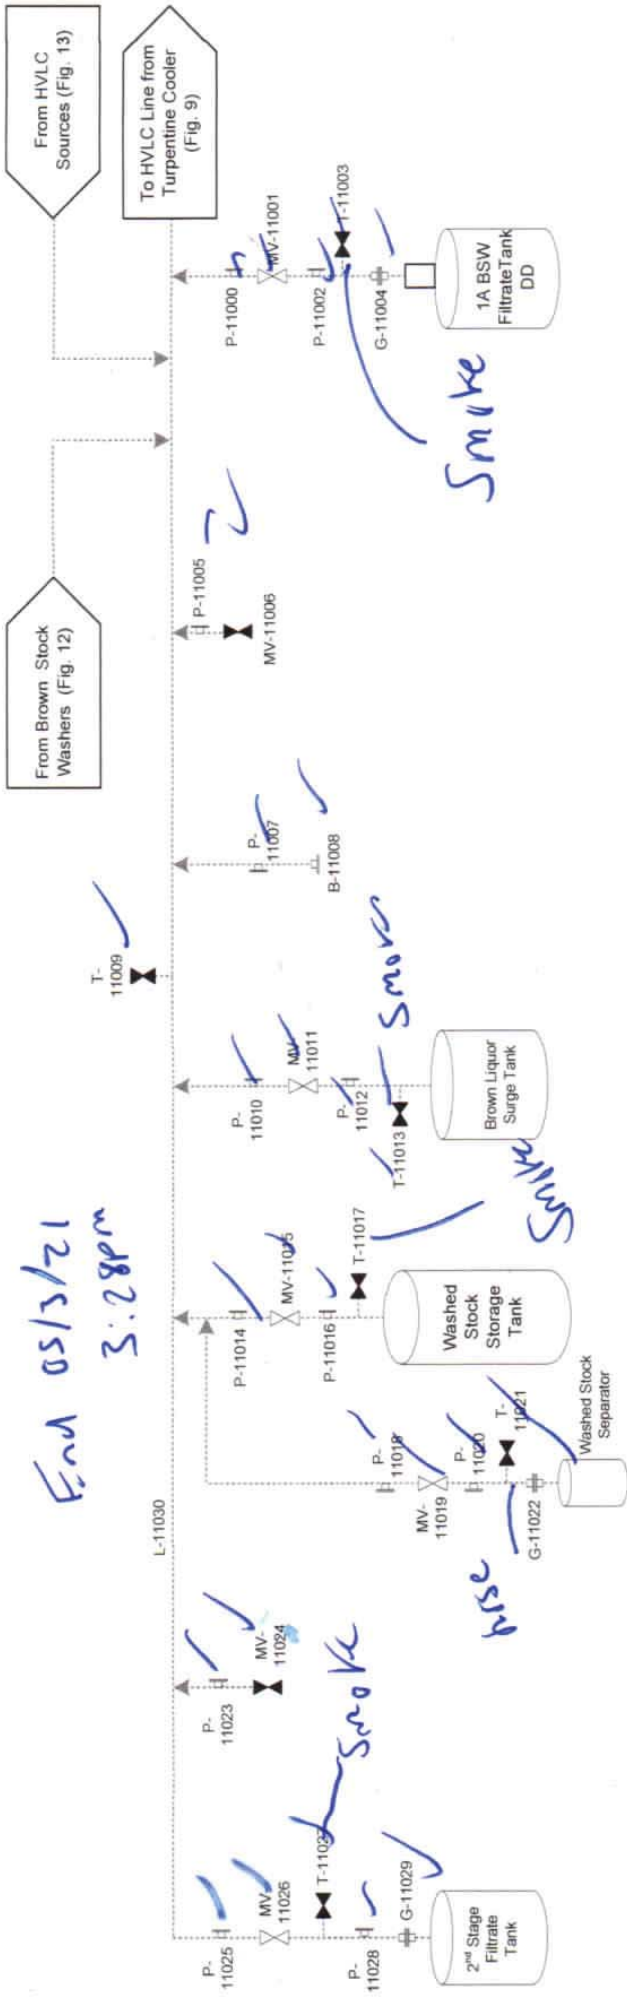 From HVLC
Sources (Fig. 13)
To HVLC Line from
Turpentine Cooler
(Fig. 9)
From Brown Stock
Washers (Fig. 12)
End 05/3/21
3:28pm
L-11030
P-
11025
MV-
11026
T-11027
Smoke
P-
11028
G-11029
2nd Stage
Filtrate
Tank
P-
11023
MV-
11024
P-
11018
MV-
11019
P-
11020
T-
11021
G-11022
Washed Stock
Separator
P-11014
MV-11015
P-11016
T-11017
Smoke
Washed
Stock
Storage
Tank
P-
11010
MV-
11011
P-
11012
T-11013
Smoke
Brown Liquor
Surge Tank
T-
11009
P-
11007
B-11008
P-11005
MV-11006
P-11000
MV-11001
P-11002
T-11003
G-11004
Smoke
1A BSW
FiltrateTank
DD